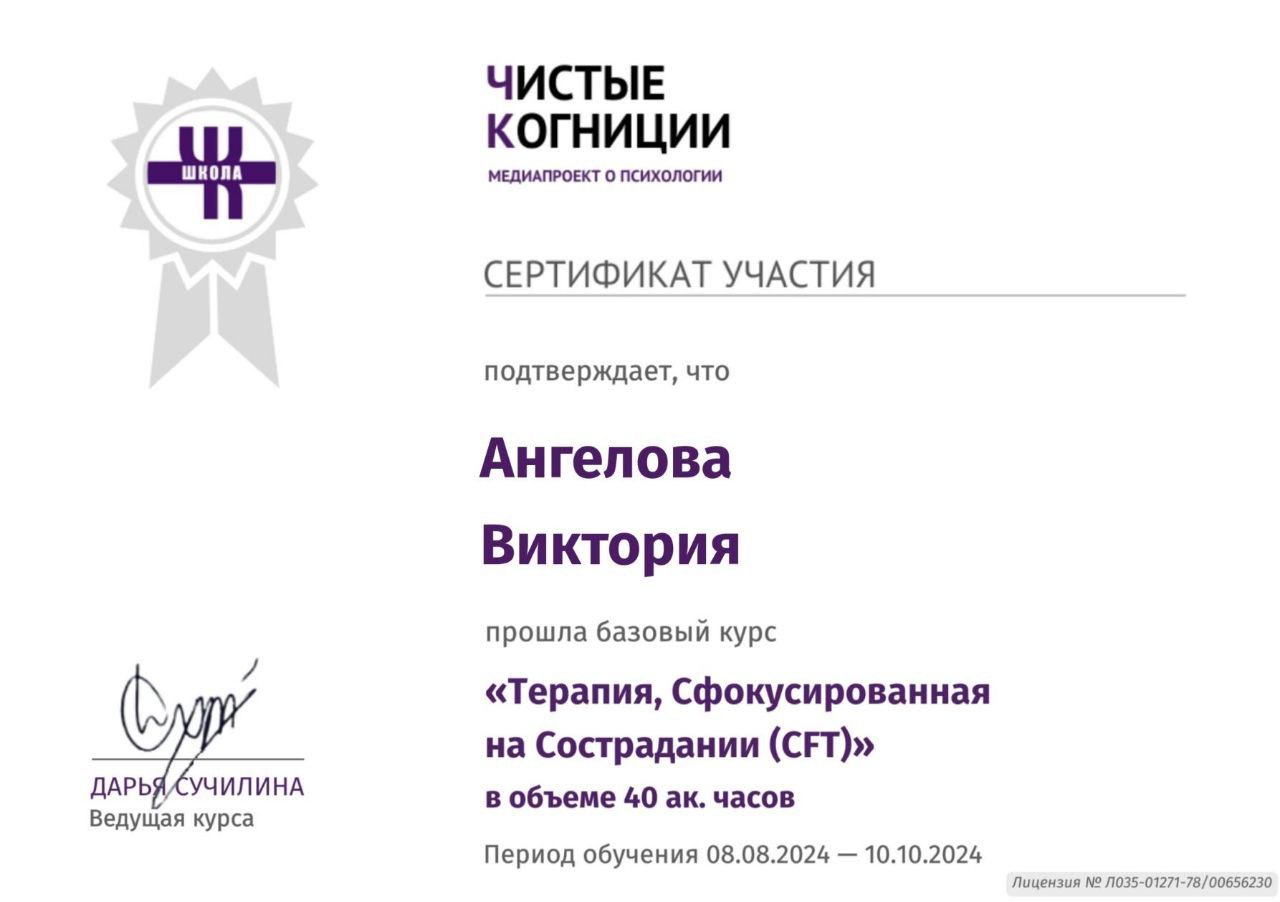 ШКОЛА
ЧИСТЫЕ
КОГНИЦИИ
МЕДИАПРОЕКТ О ПСИХОЛОГИИ
СЕРТИФИКАТ УЧАСТИЯ
подтверждает, что
Ангелова
Виктория
прошла базовый курс
«Терапия, Сфокусированная
на Сострадании (CFT)»
в объеме 40 ак. часов
Период обучения 08.08.2024 — 10.10.2024
ДАРЬЯ СУЧИЛИНА
Ведущая курса
Лицензия № Л035-01271-78/00656230